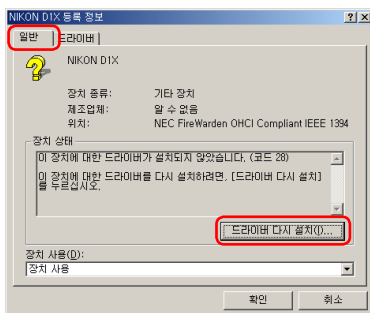 NIKON D1X 등록 정보
일반
드라이버
NIKON D1X
장치 종류: 기타 장치
제조업체: 알 수 없음
위치: NEC FireWarden OHCI Compliant IEEE 1394
장치 상태
이 장치에 대한 드라이버가 설치되지 않았습니다. (코드 28)
이 장치에 대한 드라이버를 다시 설치하려면, [드라이버 다시 설치]
를 누르십시오.
드라이버 다시 설치(I)...
장치 사용(D):
장치 사용
확인 취소